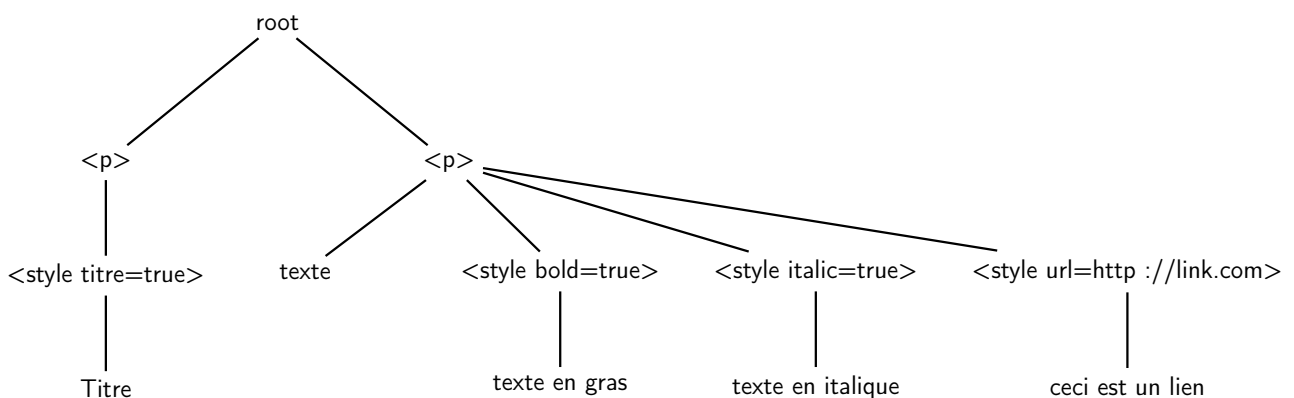 root
<p>
<p>
<style titre=true>
texte
<style bold=true>
<style italic=true>
<style url=http ://link.com>
Titre
texte en gras
texte en italique
ceci est un lien